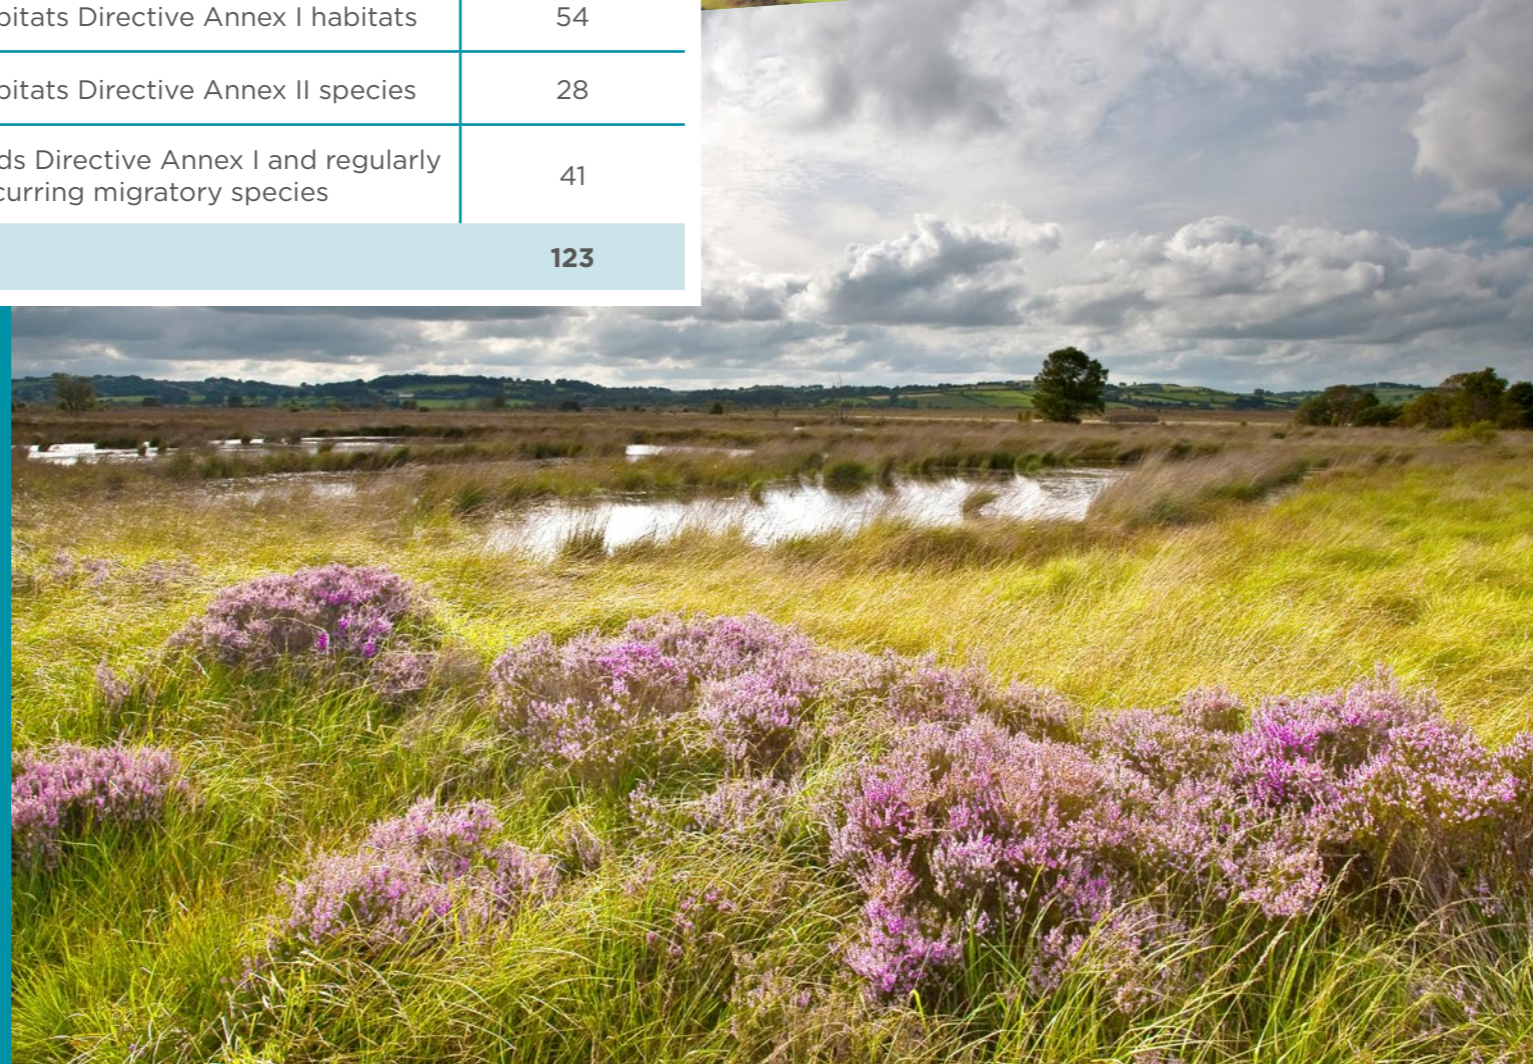 bitats Directive Annex I habitats 54
bitats Directive Annex II species 28
ds Directive Annex I and regularly
curring migratory species 41
123